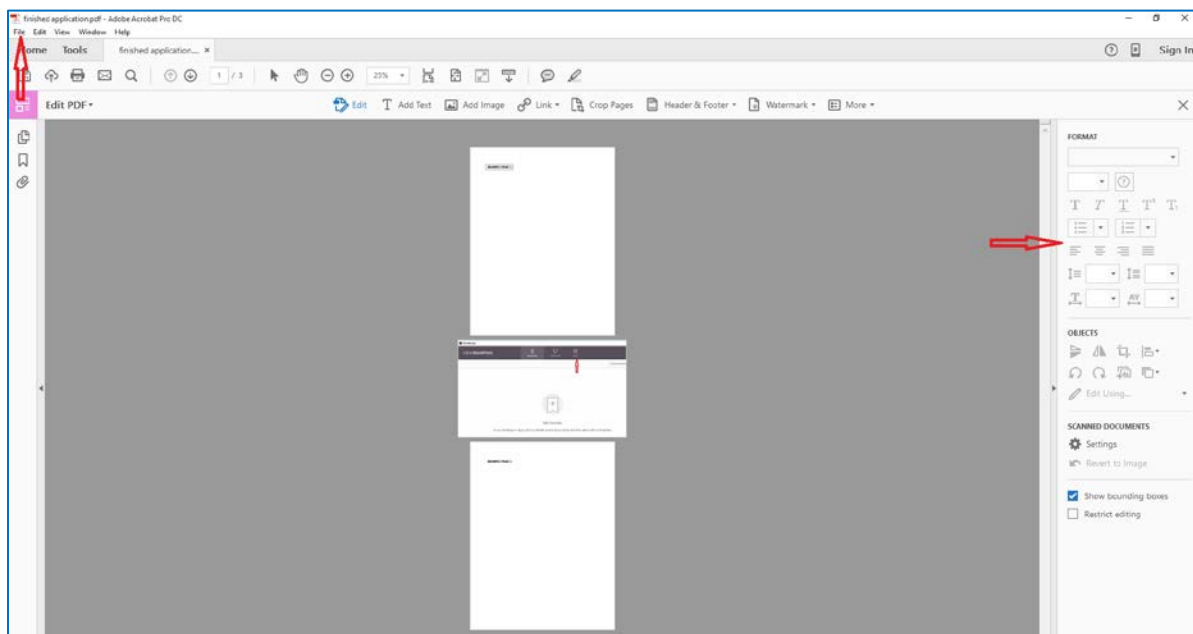 finished application.pdf - Adobe Acrobat Pro DC
File Edit View Window Help
ome Tools finished application.... ×
1 / 3 25% Sign In
Edit PDF Edit Add Text Add Image Link Crop Pages Header & Footer Watermark More
FORMAT
OBJECTS
Edit Using...
SCANNED DOCUMENTS
Settings
Revert to Image
Show bounding boxes
Restrict editing